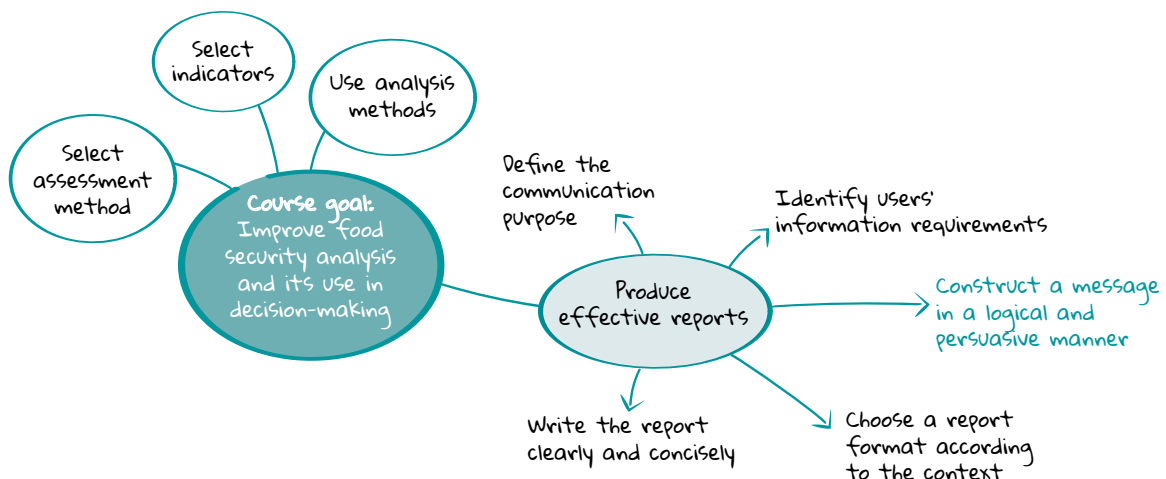 Select
indicators
Use analysis
methods
Select
assessment
method
Course goal:
Improve food
security analysis
and its use in
decision-making
Define the
communication
purpose
Identify users'
information requirements
Produce
effective reports
Construct a message
in a logical and
persuasive manner
Write the report
clearly and concisely
Choose a report
format according
to the context